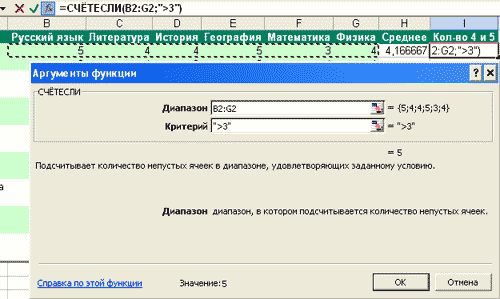 =СЧЁТЕСЛИ(B2:G2;">3")
B C D E F G H I
Русский язык Литература История География Математика Физика Среднее Кол-во 4 и 5
5 4 4 5 3 4 4,166667 2:G2;">3")
Аргументы функции
СЧЁТЕСЛИ
Диапазон B2:G2 = {5;4;4;5;3;4}
Критерий ">3" = ">3"
= 5
Подсчитывает количество непустых ячеек в диапазоне, удовлетворяющих заданному условию.
а
Диапазон диапазон, в котором подсчитывается количество непустых ячеек.
Справка по этой функции Значение:5 ОК Отмена